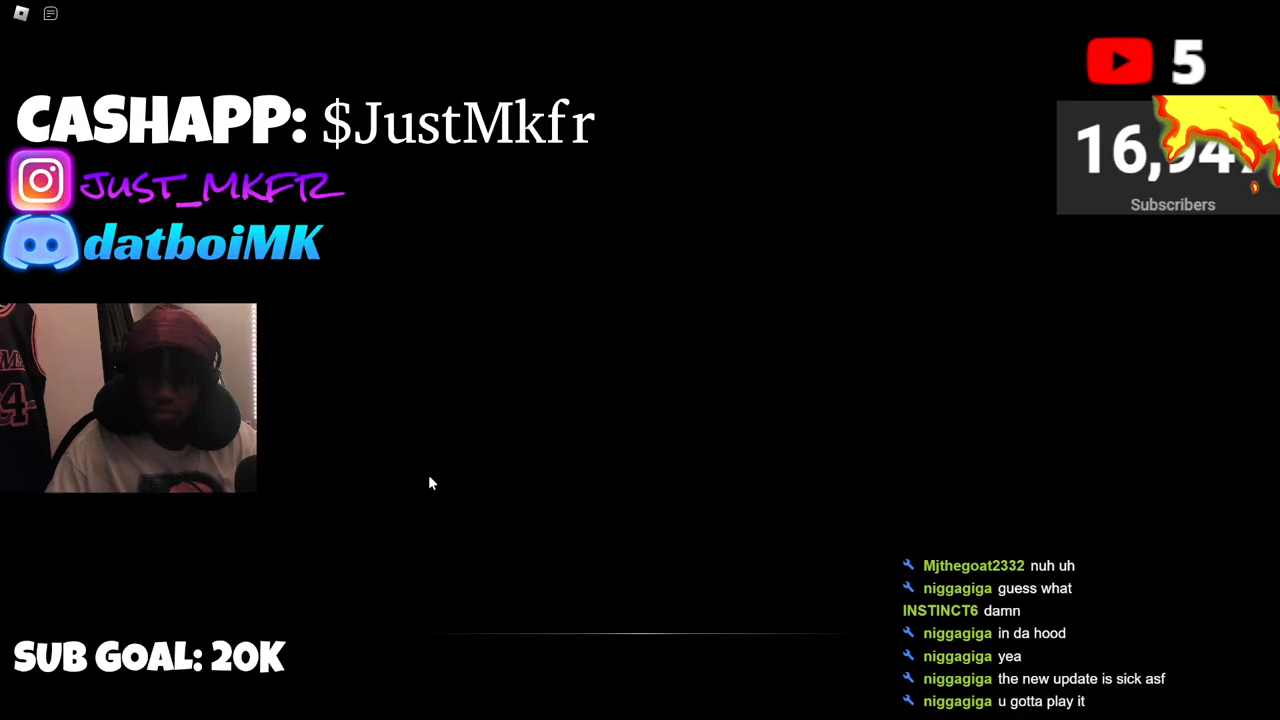 5
CASHAPP: $JustMkfr
Subscribers
JUST_MKFR
datboiMK
4
Mjthegoat2332 nuh uh
niggagiga guess what
INSTINCT6 damn
niggagiga in da hood
niggagiga yea
niggagiga the new update is sick asf
niggagiga u gotta play it
SUB GOAL: 20K